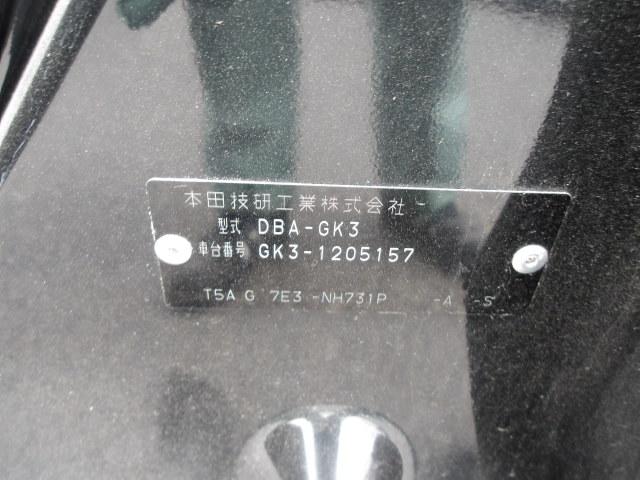 本田技研工業株式会社
型式 DBA-GK3
車台番号 GK3-1205157
T5A G 7E3 -NH731P -A -S